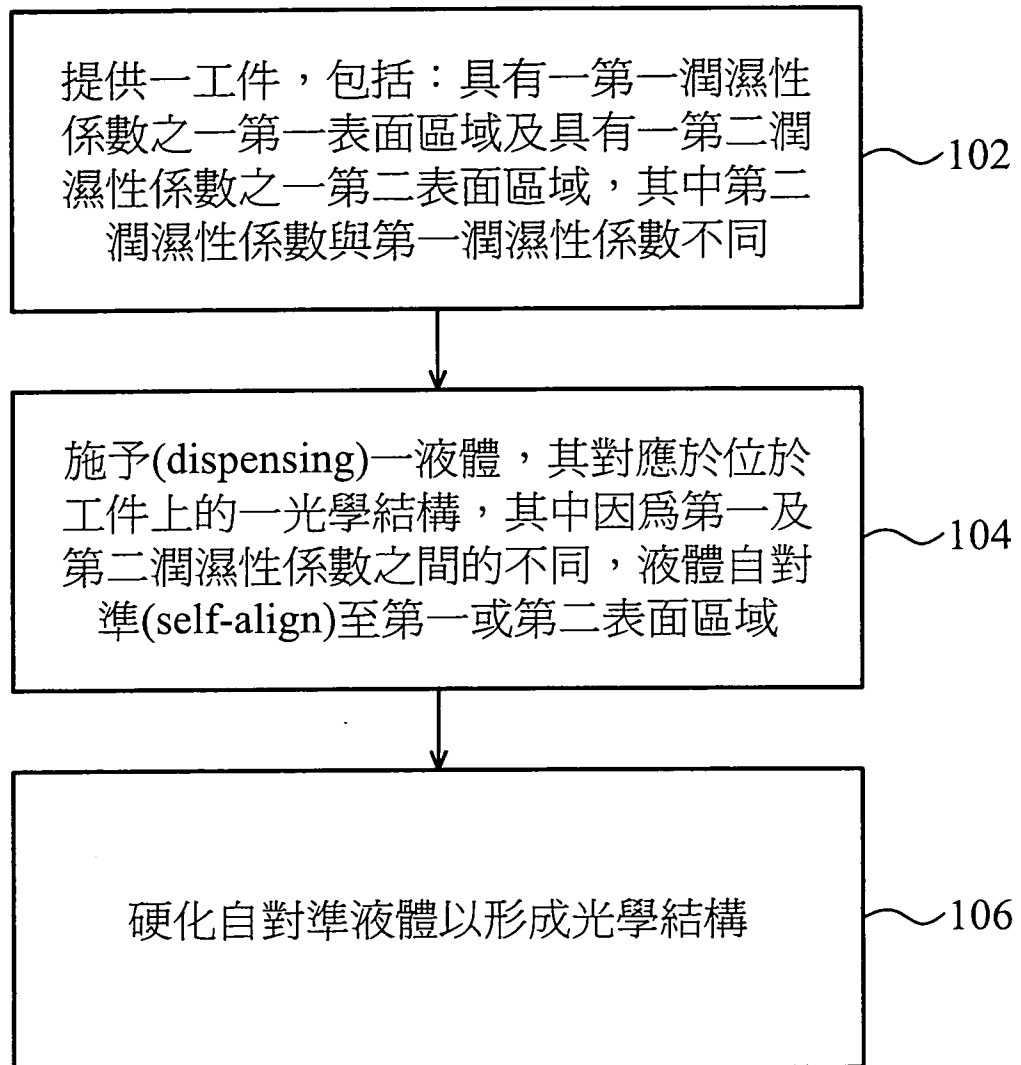 提供一工件，包括：具有一第一潤濕性
係數之一第一表面區域及具有一第二潤
濕性係數之一第二表面區域，其中第二
潤濕性係數與第一潤濕性係數不同
102
施予(dispensing)一液體，其對應於位於
工件上的一光學結構，其中因爲第一及
第二潤濕性係數之間的不同，液體自對
準(self-align)至第一或第二表面區域
104
硬化自對準液體以形成光學結構
106